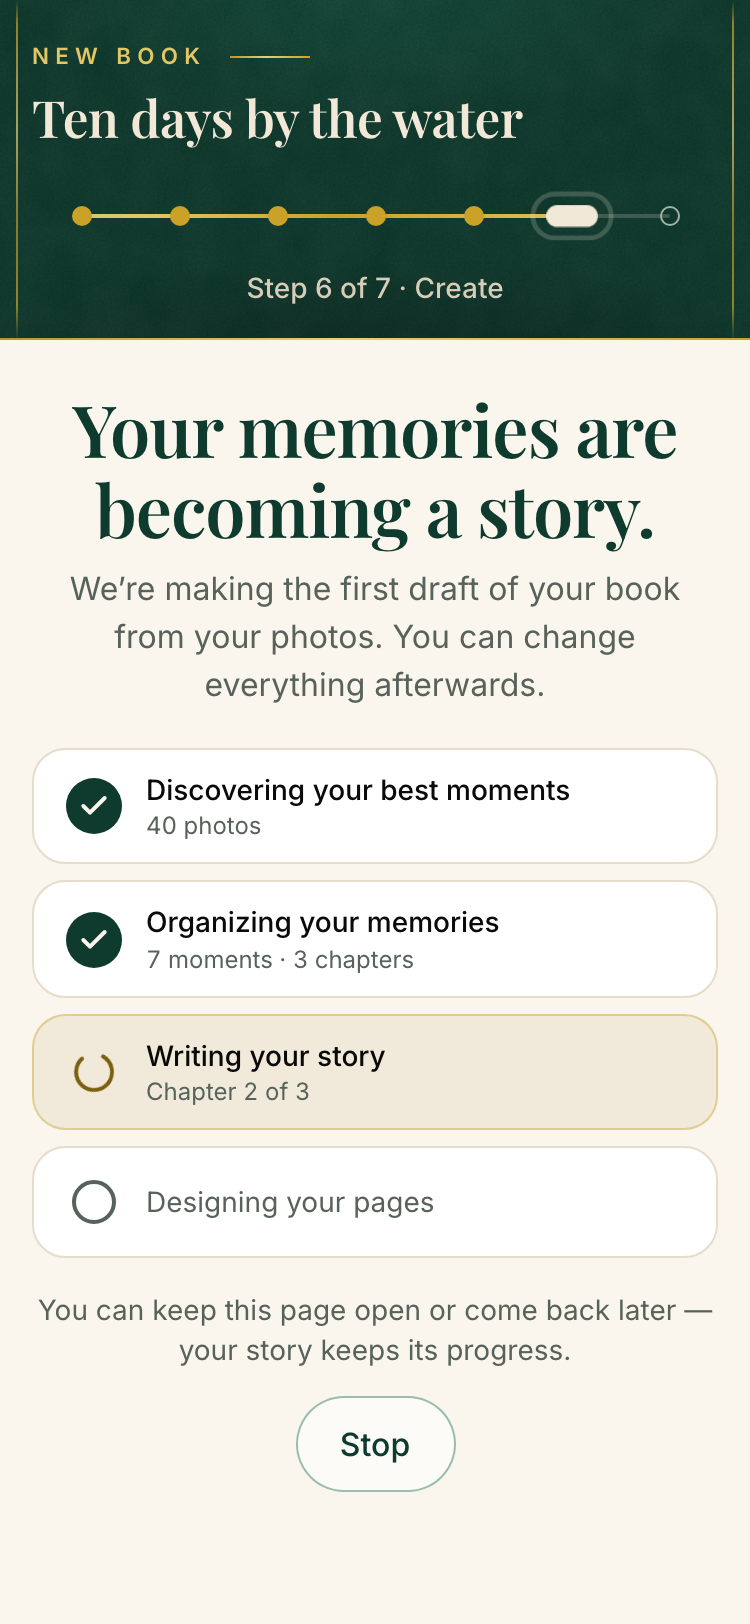 NEW BOOK
Ten days by the water
Step 6 of 7 · Create
Your memories are
becoming a story.
We’re making the first draft of your book
from your photos. You can change
everything afterwards.
Discovering your best moments
40 photos
Organizing your memories
7 moments · 3 chapters
Writing your story
Chapter 2 of 3
Designing your pages
You can keep this page open or come back later —
your story keeps its progress.
Stop